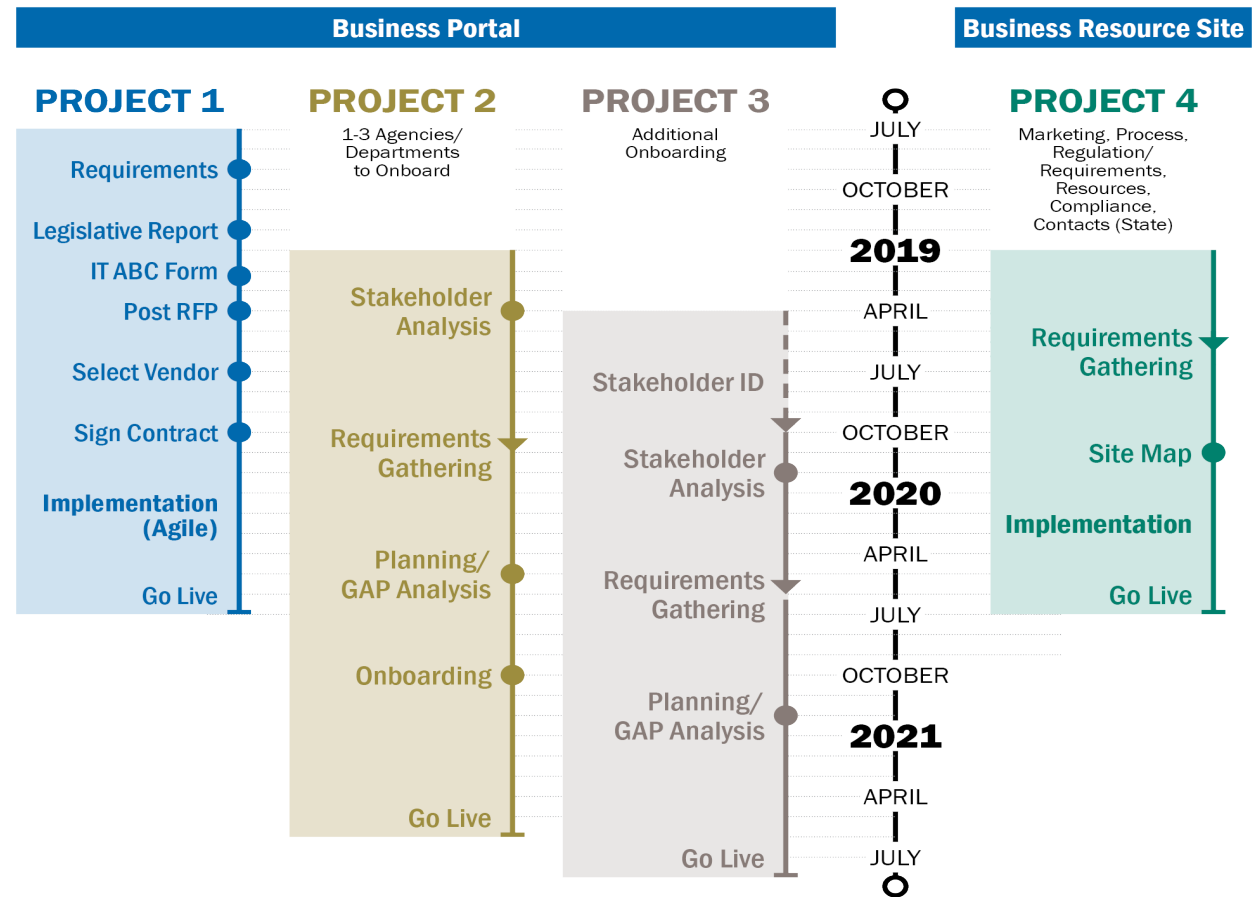 Business Portal
Business Resource Site
PROJECT 1
Requirements
Legislative Report
IT ABC Form
Post RFP
Select Vendor
Sign Contract
Implementation
(Agile)
Go Live
PROJECT 2
1-3 Agencies/
Departments
to Onboard
Stakeholder
Analysis
Requirements
Gathering
Planning/
GAP Analysis
Onboarding
Go Live
PROJECT 3
Additional
Onboarding
Stakeholder ID
Stakeholder
Analysis
Requirements
Gathering
Planning/
GAP Analysis
Go Live
JULY
OCTOBER
2019
APRIL
JULY
OCTOBER
2020
APRIL
JULY
OCTOBER
2021
APRIL
JULY
PROJECT 4
Marketing, Process,
Regulation/
Requirements,
Resources,
Compliance,
Contacts (State)
Requirements
Gathering
Site Map
Implementation
Go Live